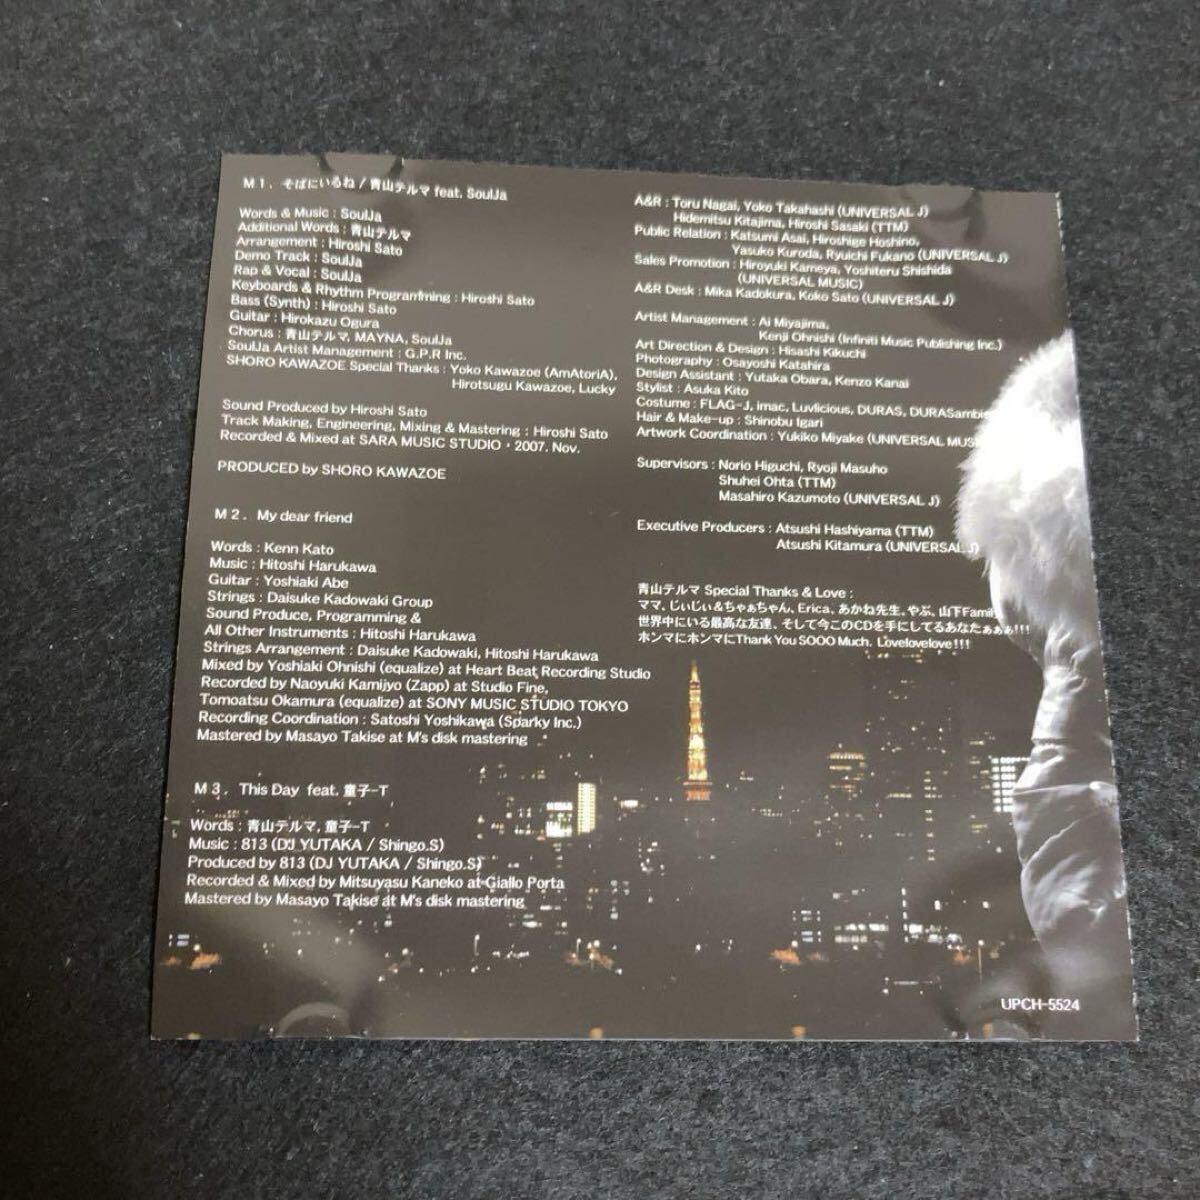 M 1. そばにいるね / 青山テルマ feat. SoulJa
Words & Music : SoulJa
Additional Words : 青山テルマ
Arrangement : Hiroshi Sato
Demo Track : SoulJa
Rap & Vocal : SoulJa
Keyboards & Rhythm Programming : Hiroshi Sato
Bass (Synth) : Hiroshi Sato
Guitar : Hirokazu Ogura
Chorus : 青山テルマ, MAYNA, SoulJa
SoulJa Artist Management : G.P.R Inc.
SHORO KAWAZOE Special Thanks : Yoko Kawazoe (AmAtoriA),
Hirotsugu Kawazoe, Lucky
Sound Produced by Hiroshi Sato
Track Making, Engineering, Mixing & Mastering : Hiroshi Sato
Recorded & Mixed at SARA MUSIC STUDIO・2007. Nov.
PRODUCED by SHORO KAWAZOE
M 2. My dear friend
Words : Kenn Kato
Music : Hitoshi Harukawa
Guitar : Yoshiaki Abe
Strings : Daisuke Kadowaki Group
Sound Produce, Programming &
All Other Instruments : Hitoshi Harukawa
Strings Arrangement : Daisuke Kadowaki, Hitoshi Harukawa
Mixed by Yoshiaki Ohnishi (equalize) at Heart Beat Recording Studio
Recorded by Naoyuki Kamijyo (Zapp) at Studio Fine,
Tomoatsu Okamura (equalize) at SONY MUSIC STUDIO TOKYO
Recording Coordination : Satoshi Yoshikawa (Sparky Inc.)
Mastered by Masayo Takise at M's disk mastering
M 3. This Day feat. 童子-T
Words : 青山テルマ, 童子-T
Music : 813 (DJ YUTAKA / Shingo.S)
Produced by 813 (DJ YUTAKA / Shingo.S)
Recorded & Mixed by Mitsuyasu Kaneko at Giallo Porta
Mastered by Masayo Takise at M's disk mastering
A&R : Toru Nagai, Yoko Takahashi (UNIVERSAL J)
Hidemitsu Kitajima, Hiroshi Sasaki (TTM)
Public Relation : Katsumi Asai, Hiroshige Hoshino,
Yasuko Kuroda, Ryuichi Fukano (UNIVERSAL J)
Sales Promotion : Hiroyuki Kameya, Yoshiteru Shishida
(UNIVERSAL MUSIC)
A&R Desk : Mika Kadokura, Koko Sato (UNIVERSAL J)
Artist Management : Ai Miyajima,
Kenji Ohnishi (Infiniti Music Publishing Inc.)
Art Direction & Design : Hisashi Kikuchi
Photography : Osayoshi Katahira
Design Assistant : Yutaka Obara, Kenzo Kanai
Stylist : Asuka Kito
Costume : FLAG-J, imac, Luvlicious, DURAS, DURASambie
Hair & Make-up : Shinobu Igari
Artwork Coordination : Yukiko Miyake (UNIVERSAL MUS
Supervisors : Norio Higuchi, Ryoji Masuho
Shuhei Ohta (TTM)
Masahiro Kazumoto (UNIVERSAL J)
Executive Producers : Atsushi Hashiyama (TTM)
Atsushi Kitamura (UNIVERSAL J)
青山テルマ Special Thanks & Love :
ママ、じぃじぃ&ちゃぁちゃん、Erica、あかね先生、やぶ、山下Famil
世界中にいる最高な友達、そして今このCDを手にしてるあなたぁぁぁ!!!
ホンマにホンマにThank You SOOO Much. Lovelovelove!!!
UPCH-5524